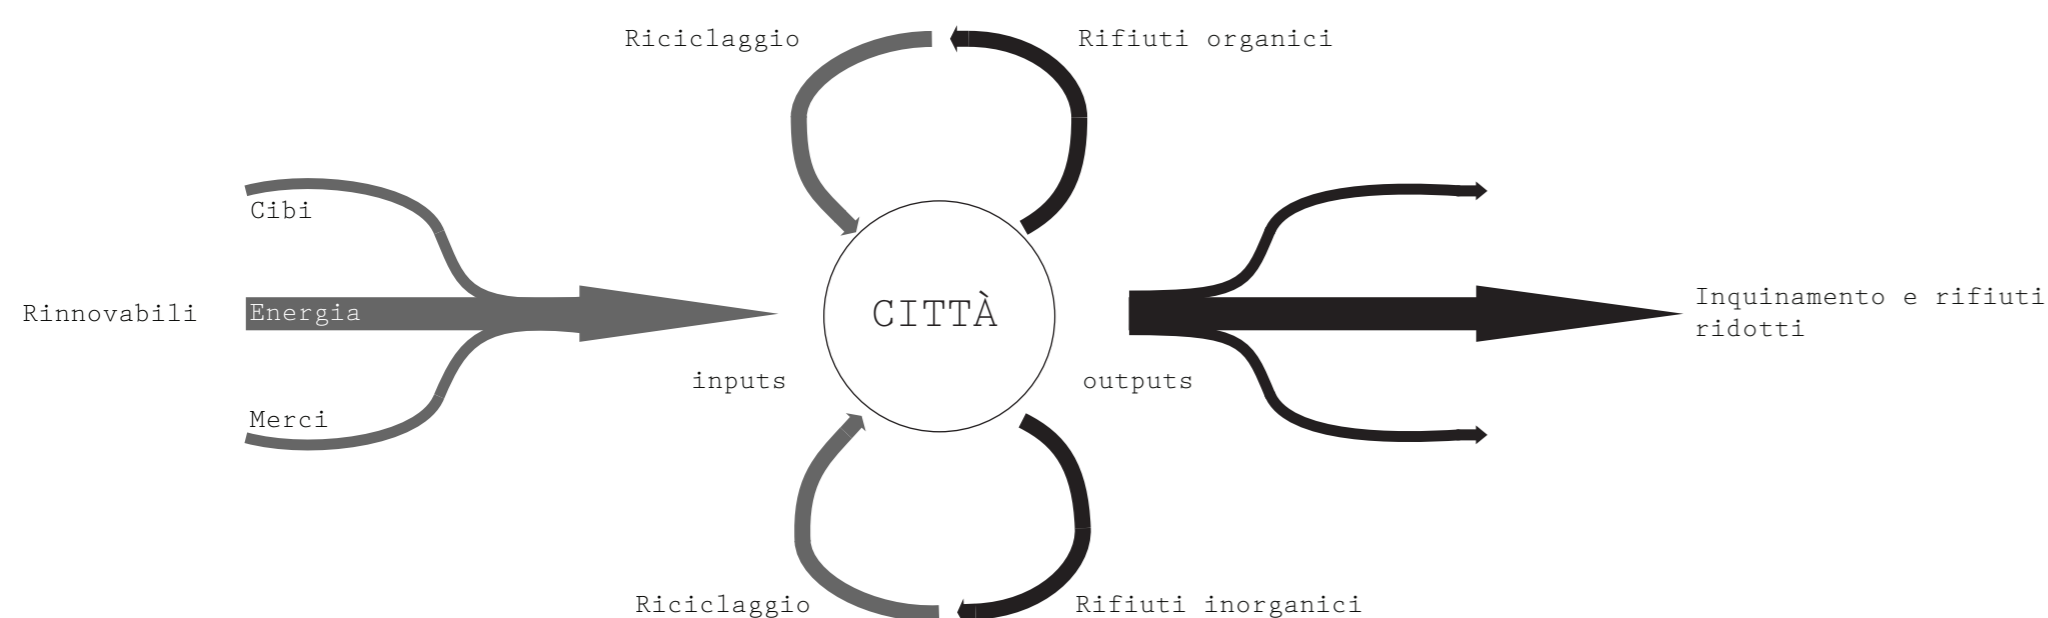 Riciclaggio
Rifiuti organici
Cibi
Rinnovabili
Energia
CITTÀ
Inquinamento e rifiuti
ridotti
inputs
outputs
Merci
Riciclaggio
Rifiuti inorganici